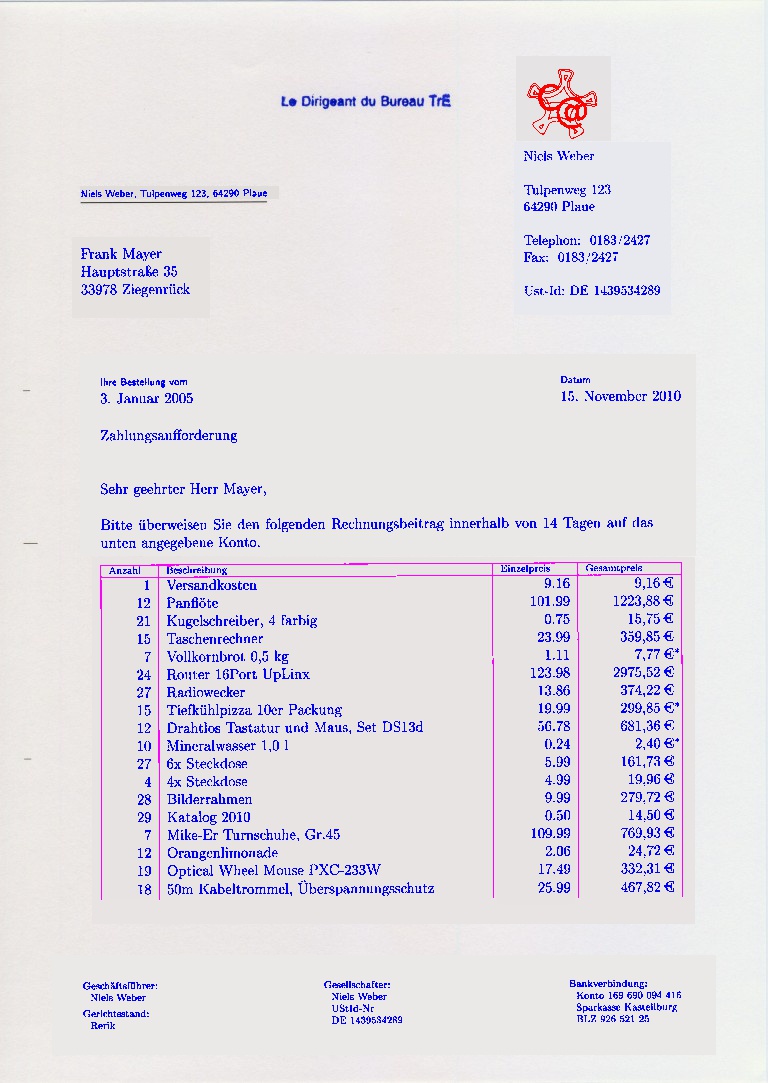 Le Dirigeant du Bureau TrE
Niels Weber
Tulpenweg 123
64290 Plaue
Telephon: 0183/2427
Fax: 0183/2427
Ust-Id: DE 1439534289
Niels Weber, Tulpenweg 123, 64290 Plaue
Frank Mayer
Hauptstraße 35
33978 Ziegenrück
Ihre Bestellung vom
3. Januar 2005
Datum
15. November 2010
Zahlungsaufforderung
Sehr geehrter Herr Mayer,
Bitte überweisen Sie den folgenden Rechnungsbeitrag innerhalb von 14 Tagen auf das
unten angegebene Konto.
Anzahl Beschreibung Einzelpreis Gesamtpreis
1 Versandkosten 9.16 9,16 €
12 Panflöte 101.99 1223,88 €
21 Kugelschreiber, 4 farbig 0.75 15,75 €
15 Taschenrechner 23.99 359,85 €
7 Vollkornbrot 0,5 kg 1.11 7,77 €*
24 Router 16Port UpLinx 123.98 2975,52 €
27 Radiowecker 13.86 374,22 €
15 Tiefkühlpizza 10er Packung 19.99 299,85 €*
12 Drahtlos Tastatur und Maus, Set DS13d 56.78 681,36 €
10 Mineralwasser 1,0 l 0.24 2,40 €*
27 6x Steckdose 5.99 161,73 €
4 4x Steckdose 4.99 19,96 €
28 Bilderrahmen 9.99 279,72 €
29 Katalog 2010 0.50 14,50 €
7 Mike-Er Turnschuhe, Gr.45 109.99 769,93 €
12 Orangenlimonade 2.06 24,72 €
19 Optical Wheel Mouse PXC-233W 17.49 332,31 €
18 50m Kabeltrommel, Überspannungsschutz 25.99 467,82 €
Geschäftsführer:
Niels Weber
Gerichtsstand:
Rerik
Gesellschafter:
Niels Weber
UStId-Nr
DE 1439534289
Bankverbindung:
Konto 169 690 094 416
Sparkasse Kastellburg
BLZ 926 521 25